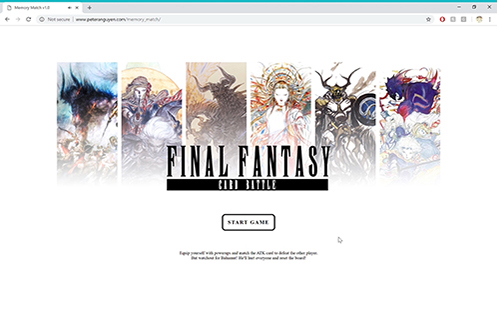 Memory Match v1.0
Not secure
www.peteranguyen.com/memory_match/
FINAL FANTASY
CARD BATTLE
START GAME
Equip yourself with powerups and match the ATK card to defeat the other player.
But watchout for Bahamut! He'll hurt everyone and reset the board!